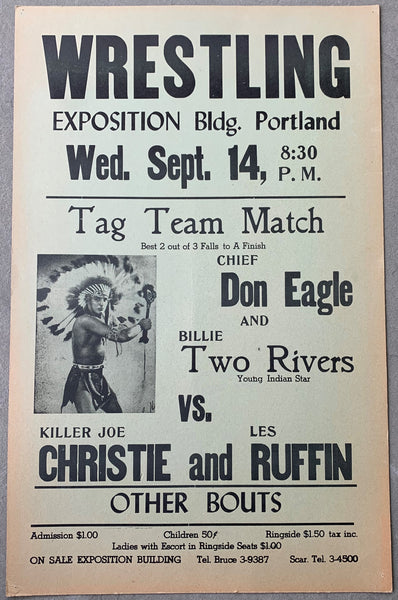 WRESTLING
EXPOSITION Bldg. Portland
Wed. Sept. 14, 8:30 P. M.
Tag Team Match
Best 2 out of 3 Falls to A Finish
CHIEF
Don Eagle
AND
BILLIE
Two Rivers
Young Indian Star
vs.
KILLER JOE LES
CHRISTIE and RUFFIN
OTHER BOUTS
Admission $1.00 Children 50¢ Ringside $1.50 tax inc.
Ladies with Escort in Ringside Seats $1.00
ON SALE EXPOSITION BUILDING Tel. Bruce 3-9387 Scar. Tel. 3-4500